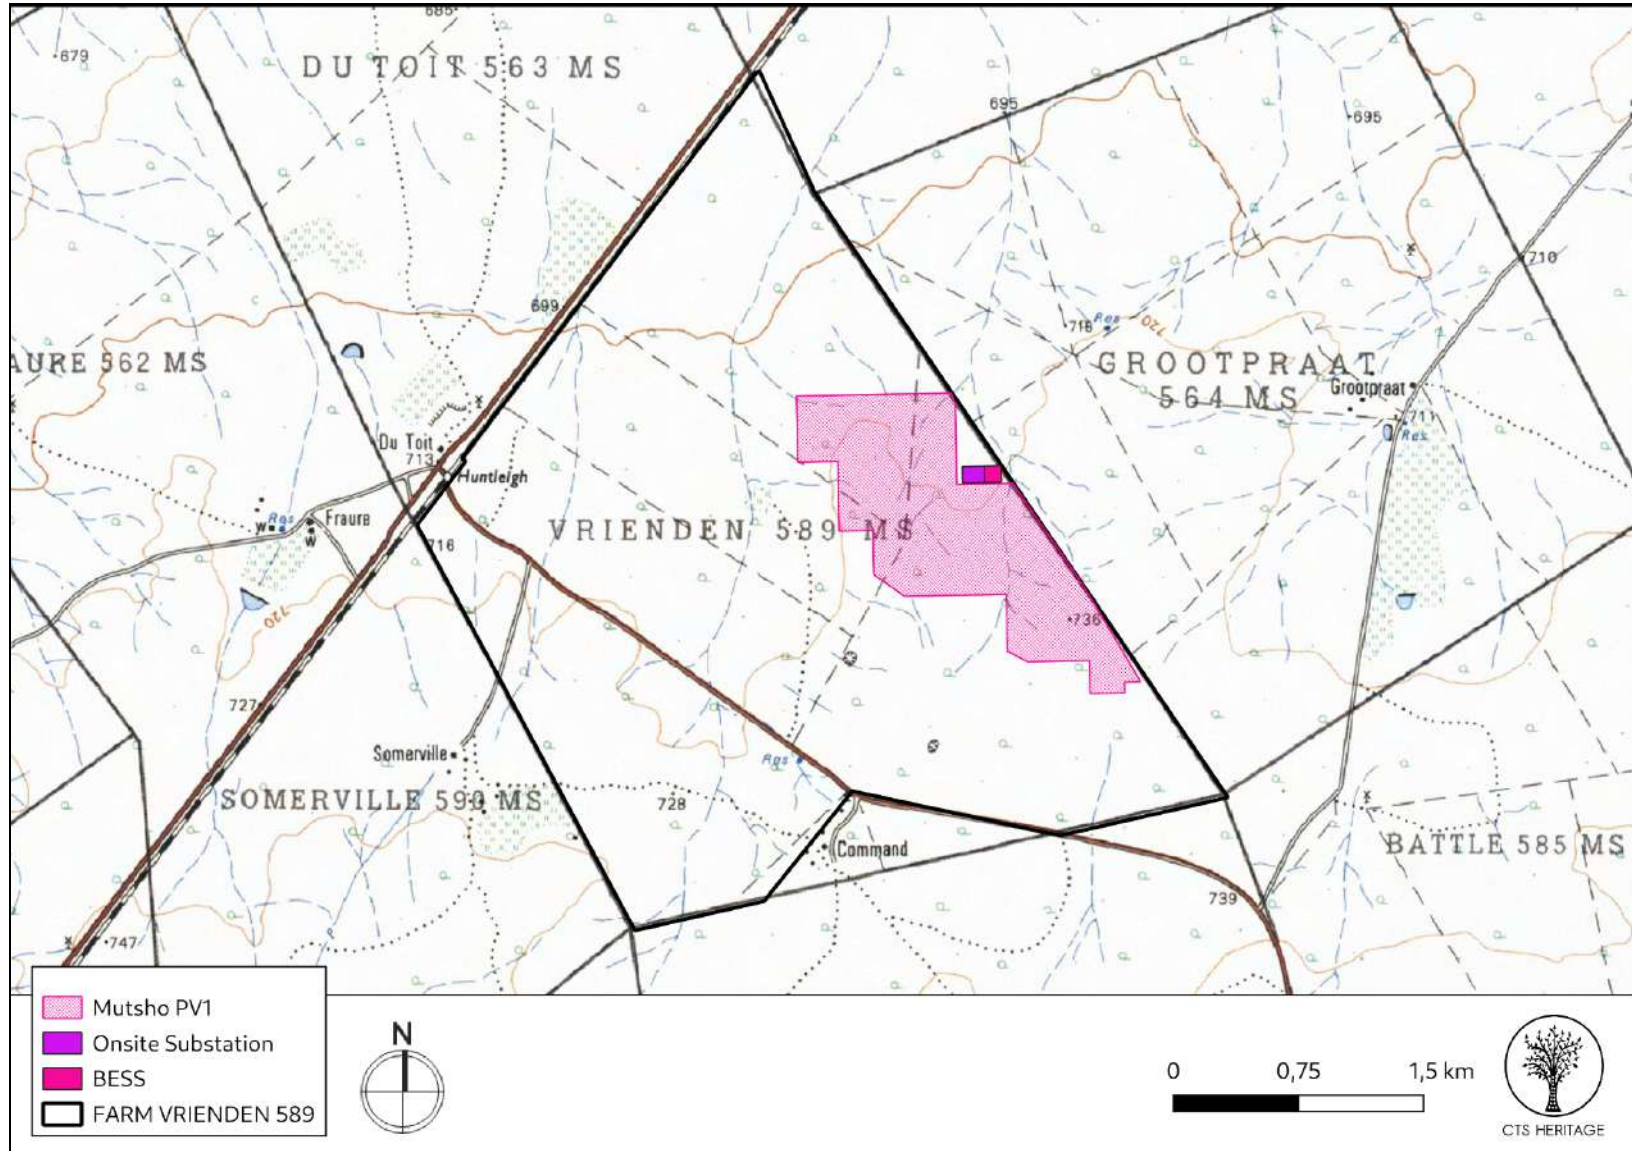 685
679
DU TOIT 563 MS
695
695
710
699
718
Res
720
AURE 562 MS
GROOTPRAAT
564 MS
Grootpraat
711
Res
Du Toit
713
Huntleigh
VRIENDEN 589 MS
Res
Fraure
W
W
716
720
736
727
Somerville
Res
SOMERVILLE 590 MS
728
Command
BATTLE 585 MS
739
747
Mutsho PV1
Onsite Substation
BESS
FARM VRIENDEN 589
N
0 0,75 1,5 km
CTS HERITAGE